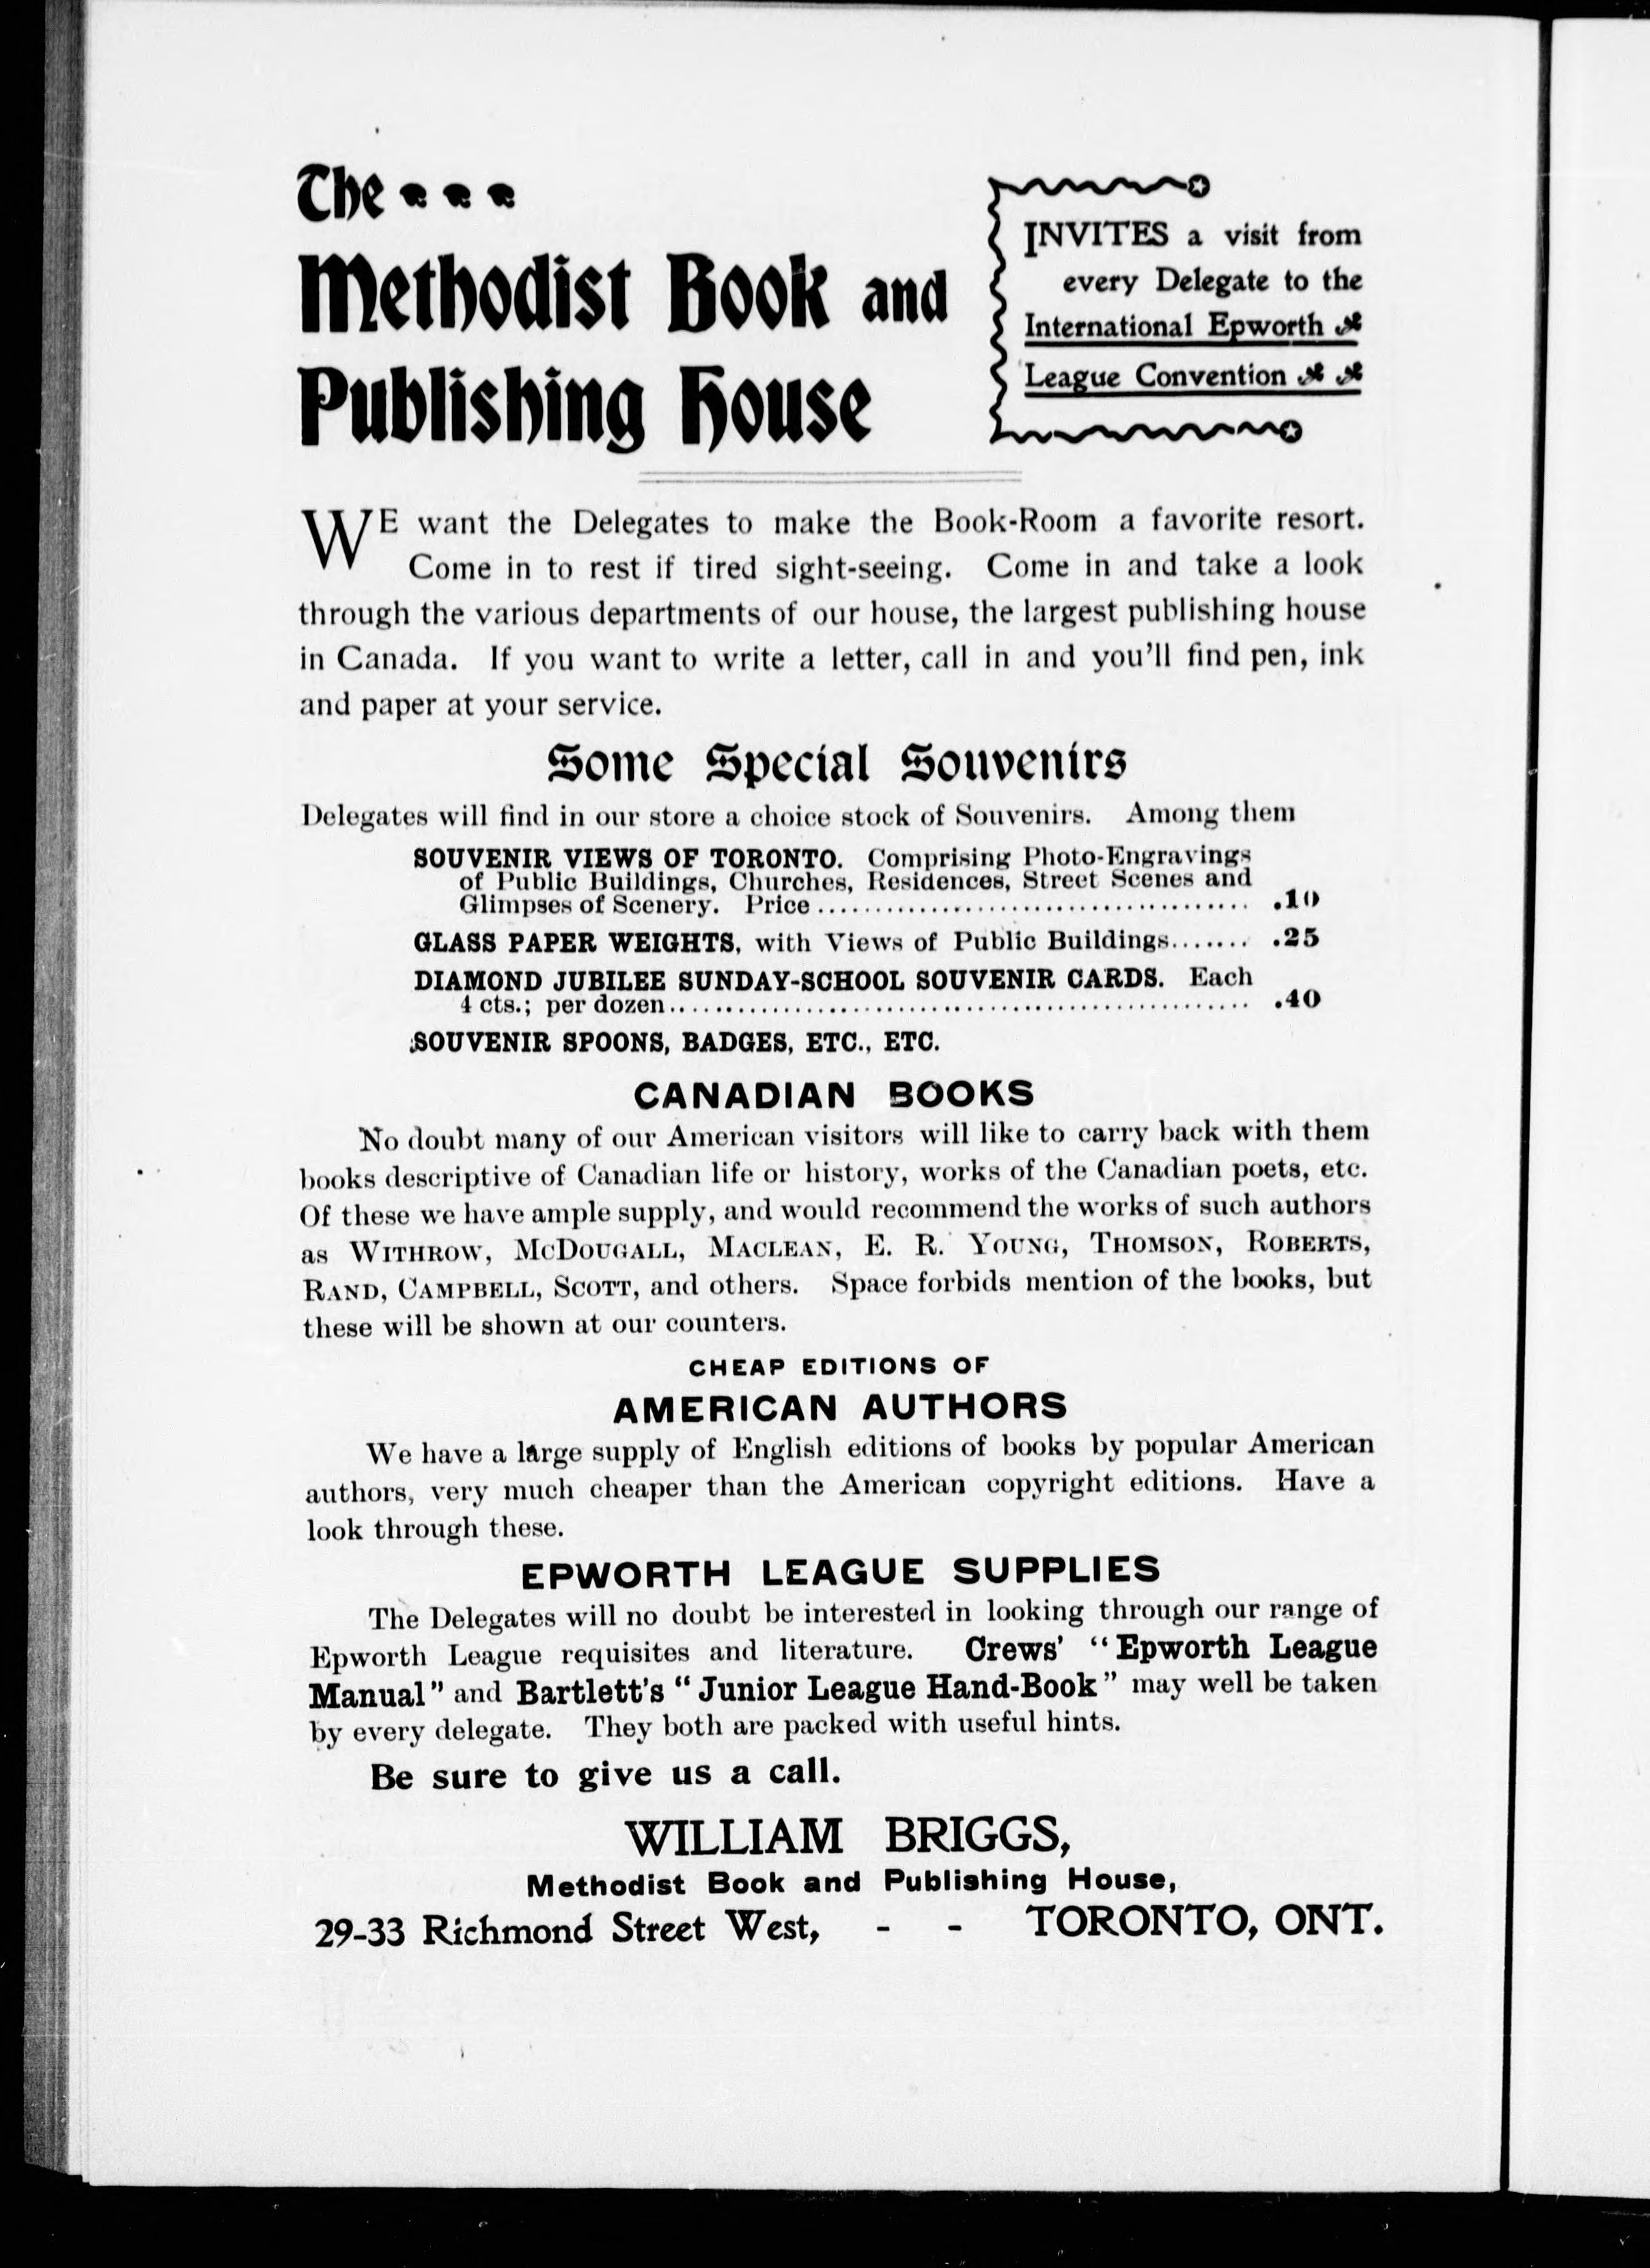 The
Methodist Book and
Publishing House
INVITES a visit from
every Delegate to the
International Epworth
League Convention
WE want the Delegates to make the Book-Room a favorite resort.
Come in to rest if tired sight-seeing. Come in and take a look
through the various departments of our house, the largest publishing house
in Canada. If you want to write a letter, call in and you'll find pen, ink
and paper at your service.
Some Special Souvenirs
Delegates will find in our store a choice stock of Souvenirs. Among them
SOUVENIR VIEWS OF TORONTO. Comprising Photo-Engravings
of Public Buildings, Churches, Residences, Street Scenes and
Glimpses of Scenery. Price ........................................ .10
GLASS PAPER WEIGHTS, with Views of Public Buildings....... .25
DIAMOND JUBILEE SUNDAY-SCHOOL SOUVENIR CARDS. Each
4 cts.; per dozen..................................................... .40
SOUVENIR SPOONS, BADGES, ETC., ETC.
CANADIAN BOOKS
No doubt many of our American visitors will like to carry back with them
books descriptive of Canadian life or history, works of the Canadian poets, etc.
Of these we have ample supply, and would recommend the works of such authors
as WITHROW, MCDOUGALL, MACLEAN, E. R. YOUNG, THOMSON, ROBERTS,
RAND, CAMPBELL, SCOTT, and others. Space forbids mention of the books, but
these will be shown at our counters.
CHEAP EDITIONS OF
AMERICAN AUTHORS
We have a large supply of English editions of books by popular American
authors, very much cheaper than the American copyright editions. Have a
look through these.
EPWORTH LEAGUE SUPPLIES
The Delegates will no doubt be interested in looking through our range of
Epworth League requisites and literature. Crews' "Epworth League
Manual" and Bartlett's "Junior League Hand-Book" may well be taken
by every delegate. They both are packed with useful hints.
Be sure to give us a call.
WILLIAM BRIGGS,
Methodist Book and Publishing House,
29-33 Richmond Street West, - - TORONTO, ONT.